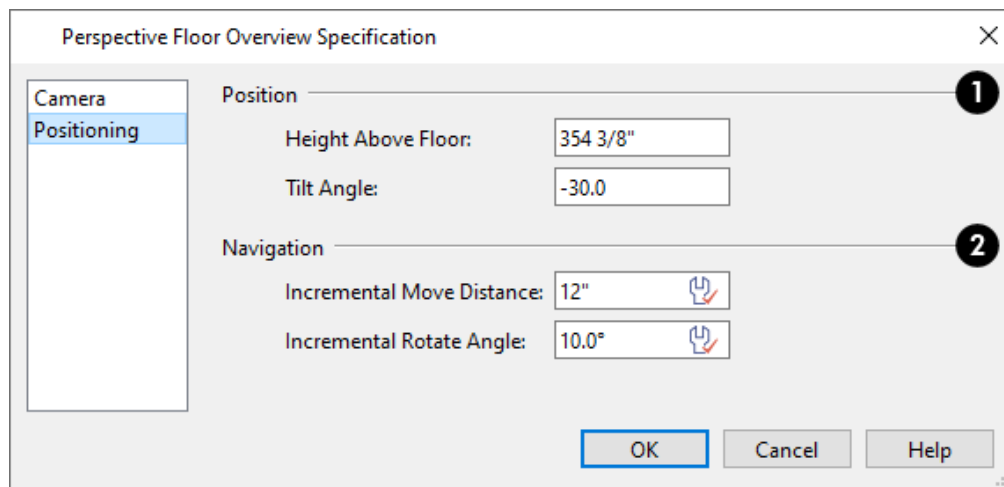 Perspective Floor Overview Specification
Camera
Positioning
Position
1
Height Above Floor: 354 3/8"
Tilt Angle: -30.0
Navigation
2
Incremental Move Distance: 12"
Incremental Rotate Angle: 10.0°
OK Cancel Help